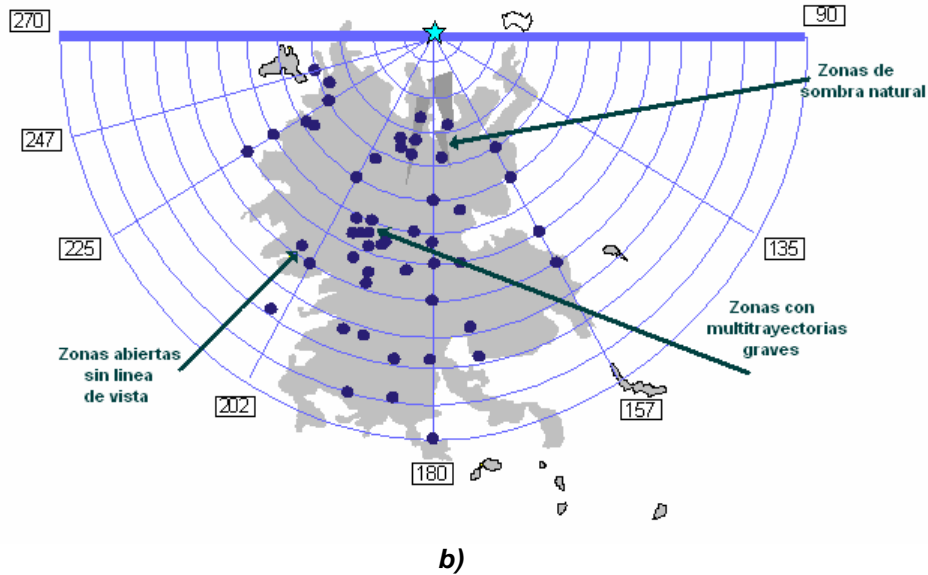 270
90
Zonas de
sombra natural
247
225
135
Zonas con
multitrayectorias
graves
Zonas abiertas
sin linea
de vista
202
157
180
b)